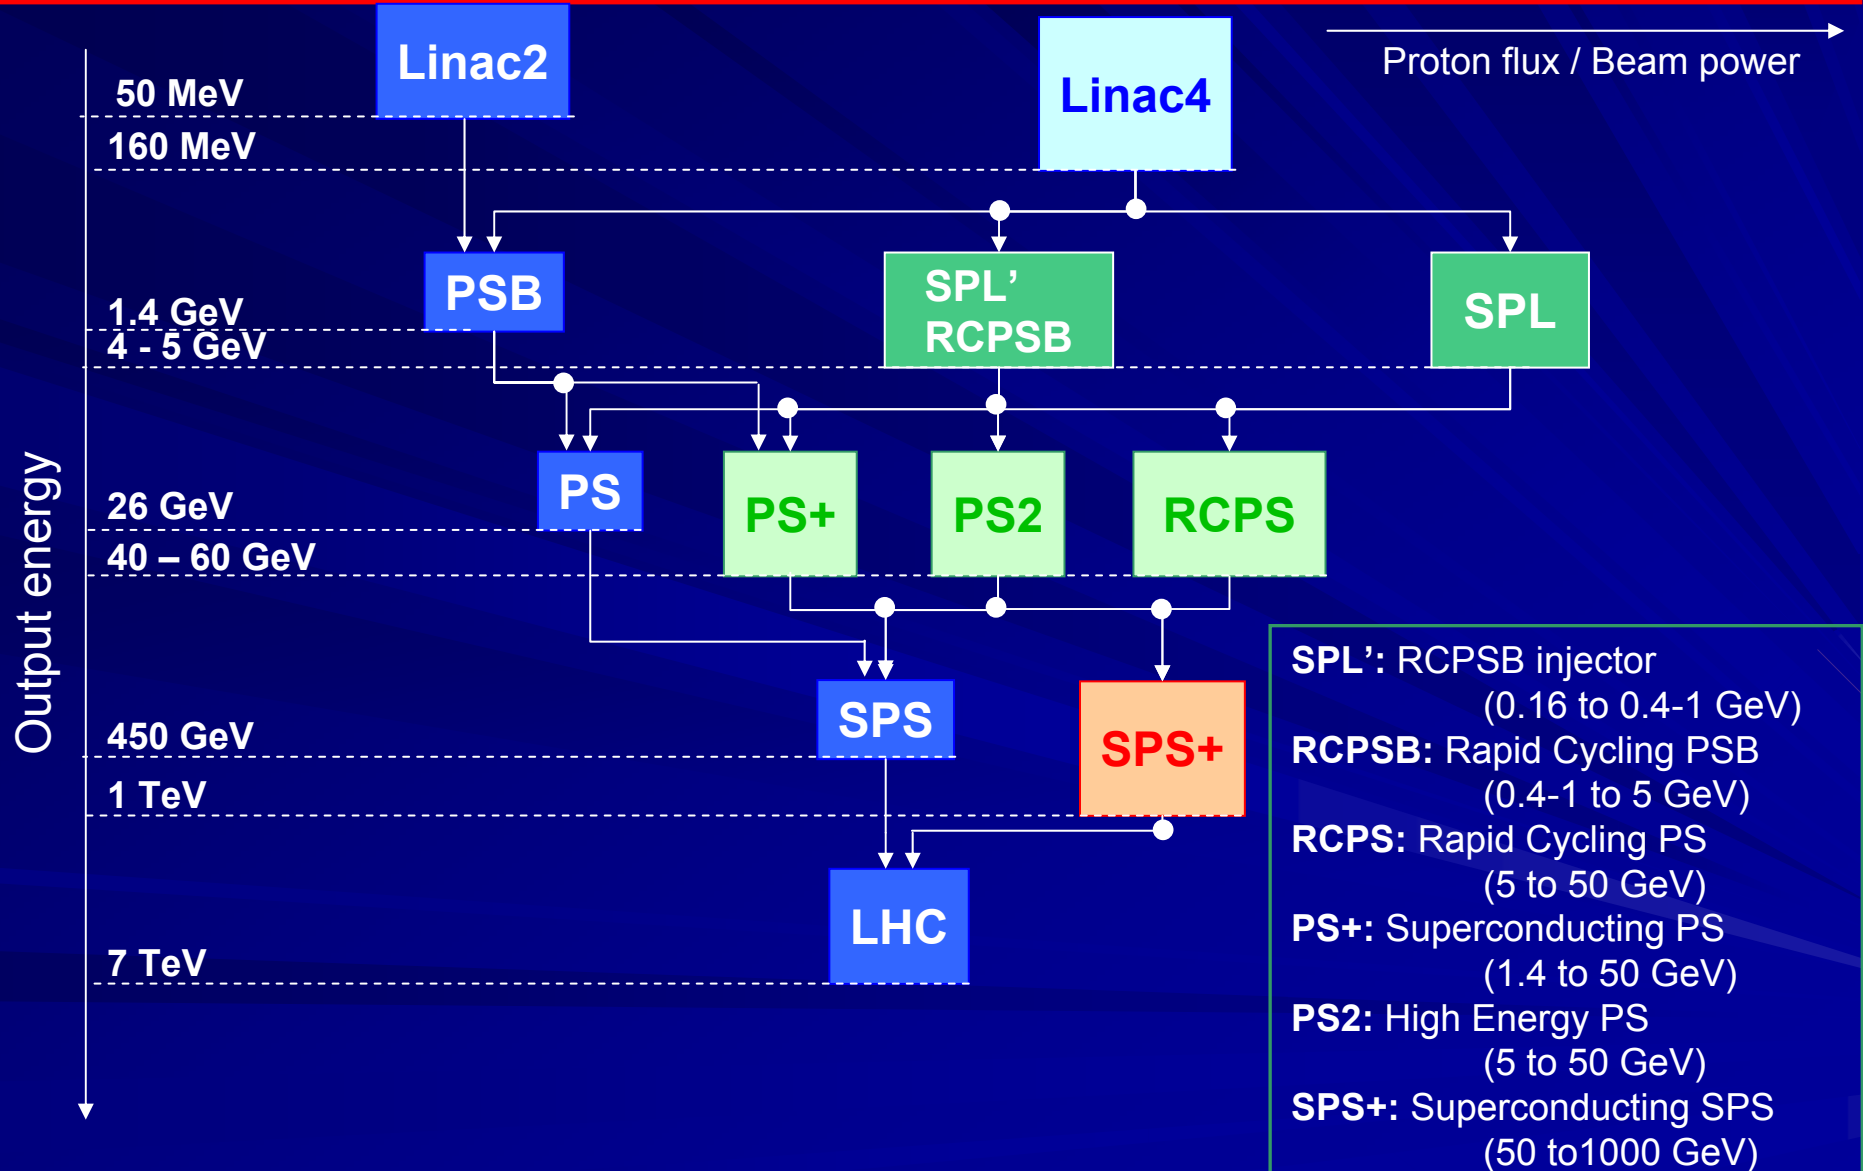 Linac2
Linac4
Proton flux / Beam power
50 MeV
160 MeV
PSB
SPL’
RCPSB
SPL
1.4 GeV
4 - 5 GeV
Output energy
PS
PS+
PS2
RCPS
26 GeV
40 – 60 GeV
SPS
SPS+
450 GeV
1 TeV
LHC
7 TeV
SPL’: RCPSB injector
(0.16 to 0.4-1 GeV)
RCPSB: Rapid Cycling PSB
(0.4-1 to 5 GeV)
RCPS: Rapid Cycling PS
(5 to 50 GeV)
PS+: Superconducting PS
(1.4 to 50 GeV)
PS2: High Energy PS
(5 to 50 GeV)
SPS+: Superconducting SPS
(50 to1000 GeV)